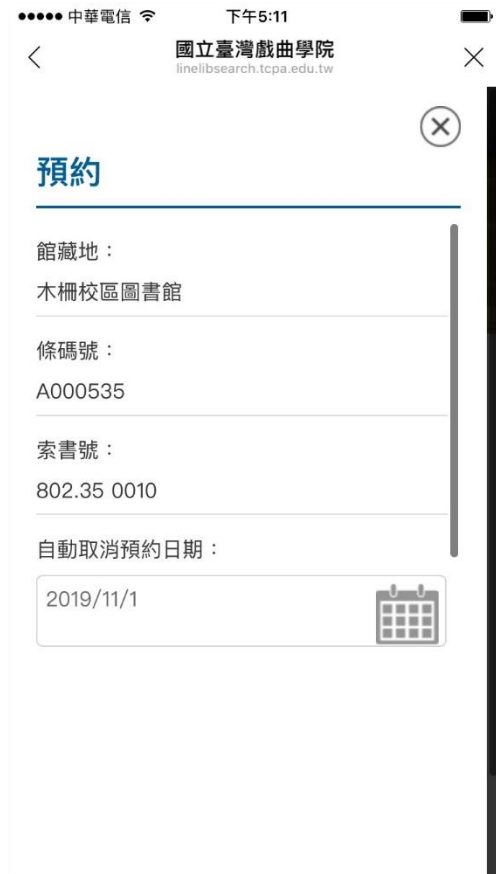 中華電信
下午5:11
國立臺灣戲曲學院
linelibsearch.tcpa.edu.tw
預約
館藏地：
木柵校區圖書館
條碼號：
A000535
索書號：
802.35 0010
自動取消預約日期：
2019/11/1